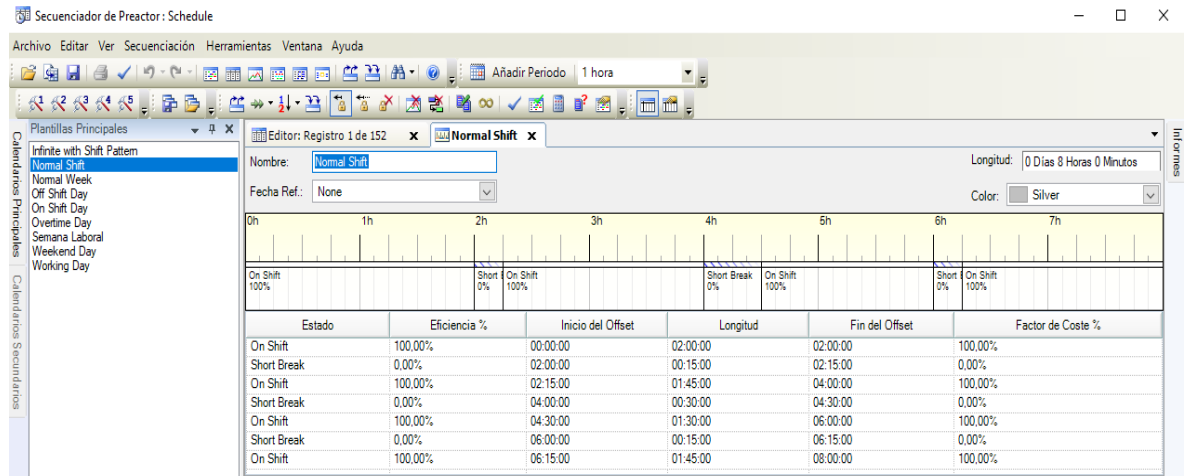 Secuenciador de Preactor : Schedule
Archivo Editar Ver Secuenciación Herramientas Ventana Ayuda
Añadir Periodo 1 hora
Plantillas Principales
Infinite with Shift Pattern
Normal Shift
Normal Week
Off Shift Day
On Shift Day
Overtime Day
Semana Laboral
Weekend Day
Working Day
Calendarios Principales
Calendarios Secundarios
Editor: Registro 1 de 152 x Normal Shift x
Nombre: Normal Shift Longitud: 0 Días 8 Horas 0 Minutos
Fecha Ref.: None Color: Silver
0h 1h 2h 3h 4h 5h 6h 7h
On Shift Short On Shift Short Break On Shift Short On Shift
100% 0% 100% 0% 100% 0% 100%
Estado Eficiencia % Inicio del Offset Longitud Fin del Offset Factor de Coste %
On Shift 100,00% 00:00:00 02:00:00 02:00:00 100,00%
Short Break 0,00% 02:00:00 00:15:00 02:15:00 0,00%
On Shift 100,00% 02:15:00 01:45:00 04:00:00 100,00%
Short Break 0,00% 04:00:00 00:30:00 04:30:00 0,00%
On Shift 100,00% 04:30:00 01:30:00 06:00:00 100,00%
Short Break 0,00% 06:00:00 00:15:00 06:15:00 0,00%
On Shift 100,00% 06:15:00 01:45:00 08:00:00 100,00%
Informes